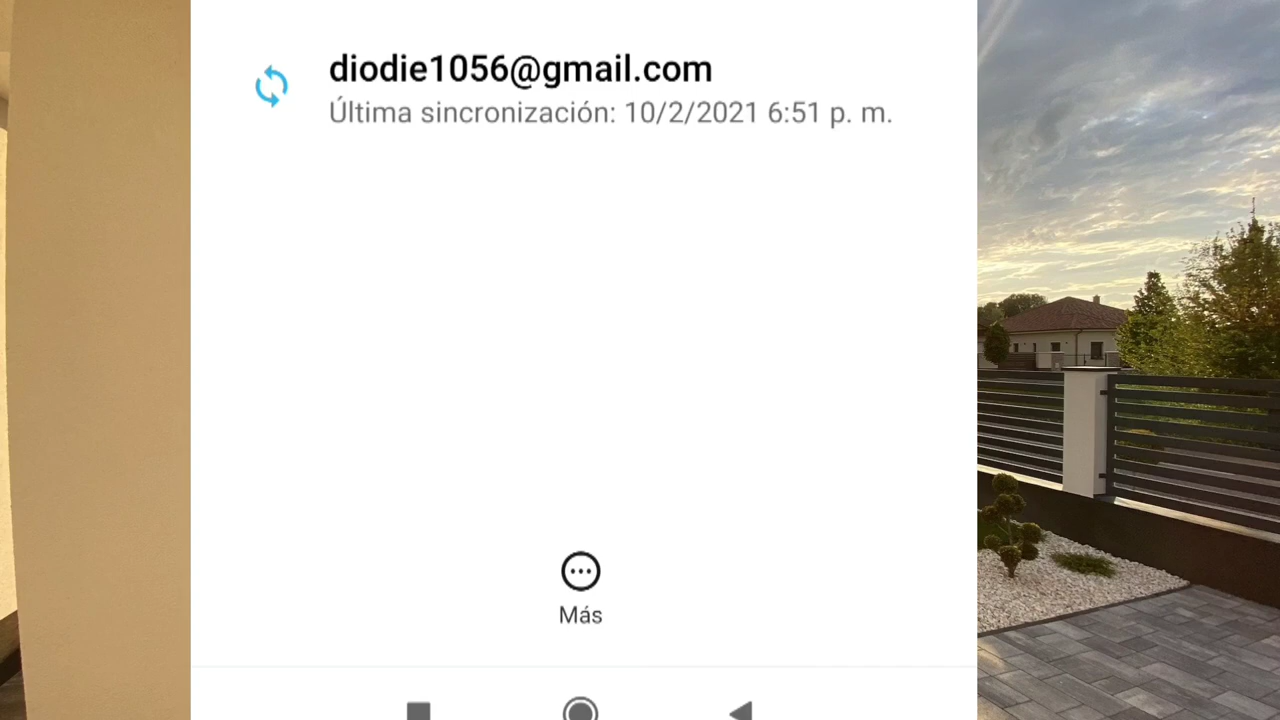 diodie1056@gmail.com
Última sincronización: 10/2/2021 6:51 p. m.
Más